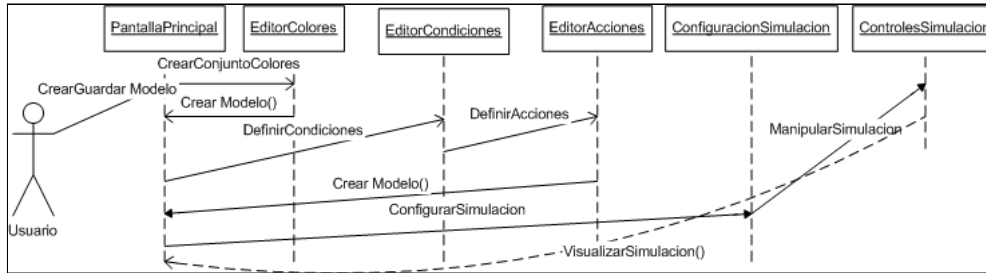 PantallaPrincipal
EditorColores
EditorCondiciones
EditorAcciones
ConfiguracionSimulacion
ControlesSimulacion
CrearConjuntoColores
CrearGuardar Modelo
Crear Modelo()
DefinirCondiciones
DefinirAcciones
ManipularSimulacion
Crear Modelo()
ConfigurarSimulacion
Usuario
VisualizarSimulacion()